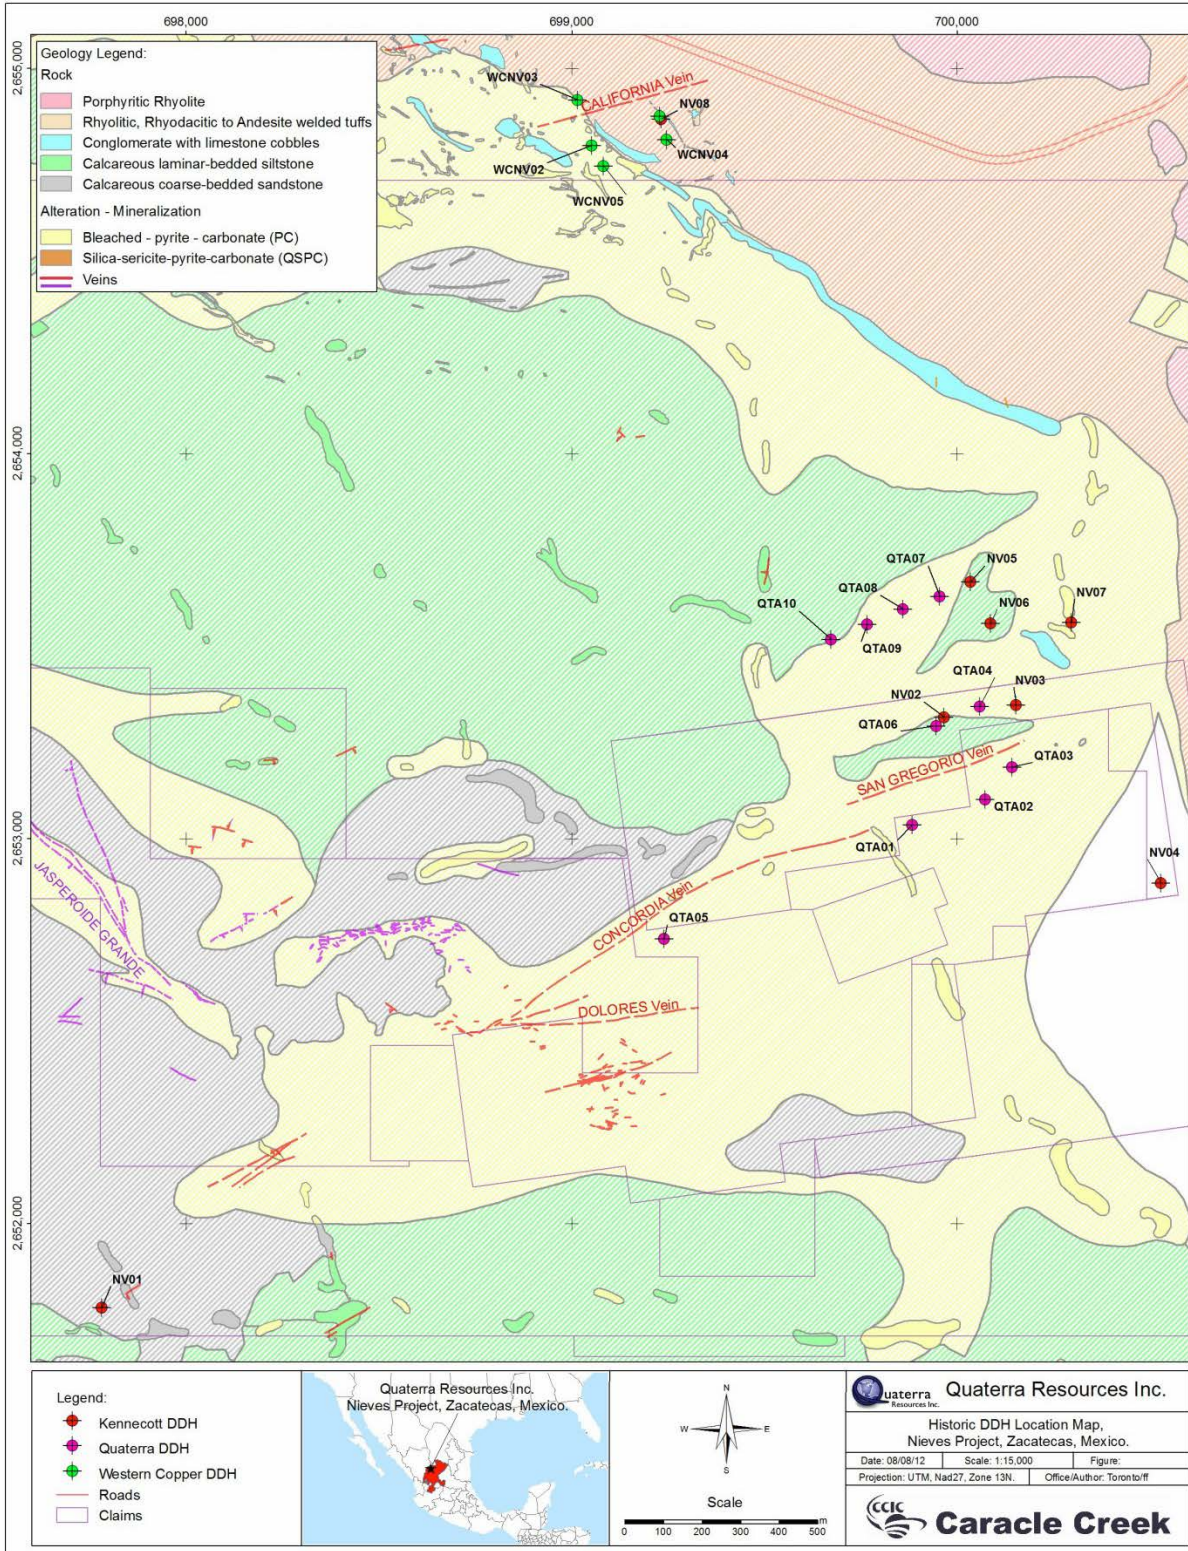 698,000
699,000
700,000
2,655,000
2,654,000
2,653,000
2,652,000
Geology Legend:
Rock
Porphyritic Rhyolite
Rhyolitic, Rhyodacitic to Andesite welded tuffs
Conglomerate with limestone cobbles
Calcareous laminar-bedded siltstone
Calcareous coarse-bedded sandstone
Alteration - Mineralization
Bleached - pyrite - carbonate (PC)
Silica-sericite-pyrite-carbonate (QSPC)
Veins
WCNV03
CALIFORNIA Vein
NV08
WCNV02
WCNV04
WCNV05
QTA07
NV05
QTA08
NV06
NV07
QTA10
QTA09
QTA04
NV03
NV02
QTA06
SAN GREGORIO Vein
QTA03
QTA02
QTA01
NV04
JASPEROIDE GRANDE
CONCORDIA Vein
QTA05
DOLORES Vein
NV01
Legend:
Kennecott DDH
Quaterra DDH
Western Copper DDH
Roads
Claims
Quaterra Resources Inc.
Nieves Project, Zacatecas, Mexico.
N
W
E
S
Scale
0 100 200 300 400 500 m
Quaterra
Resources Inc.
Quaterra Resources Inc.
Historic DDH Location Map,
Nieves Project, Zacatecas, Mexico.
Date: 08/08/12 Scale: 1:15,000 Figure:
Projection: UTM, Nad27, Zone 13N. Office/Author: Toronto/ff
CCIC
Caracle Creek